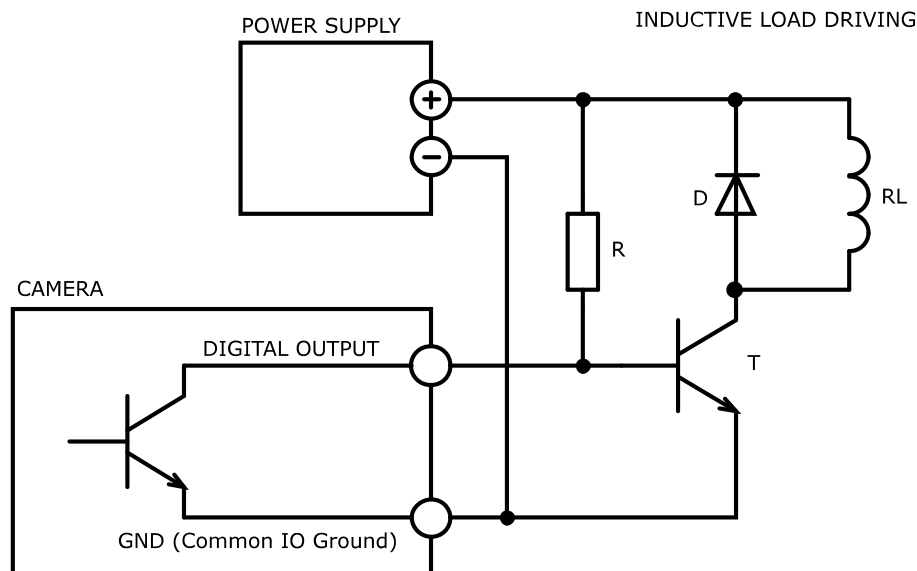 INDUCTIVE LOAD DRIVING
POWER SUPPLY
+
−
D
RL
R
CAMERA
DIGITAL OUTPUT
T
GND (Common IO Ground)